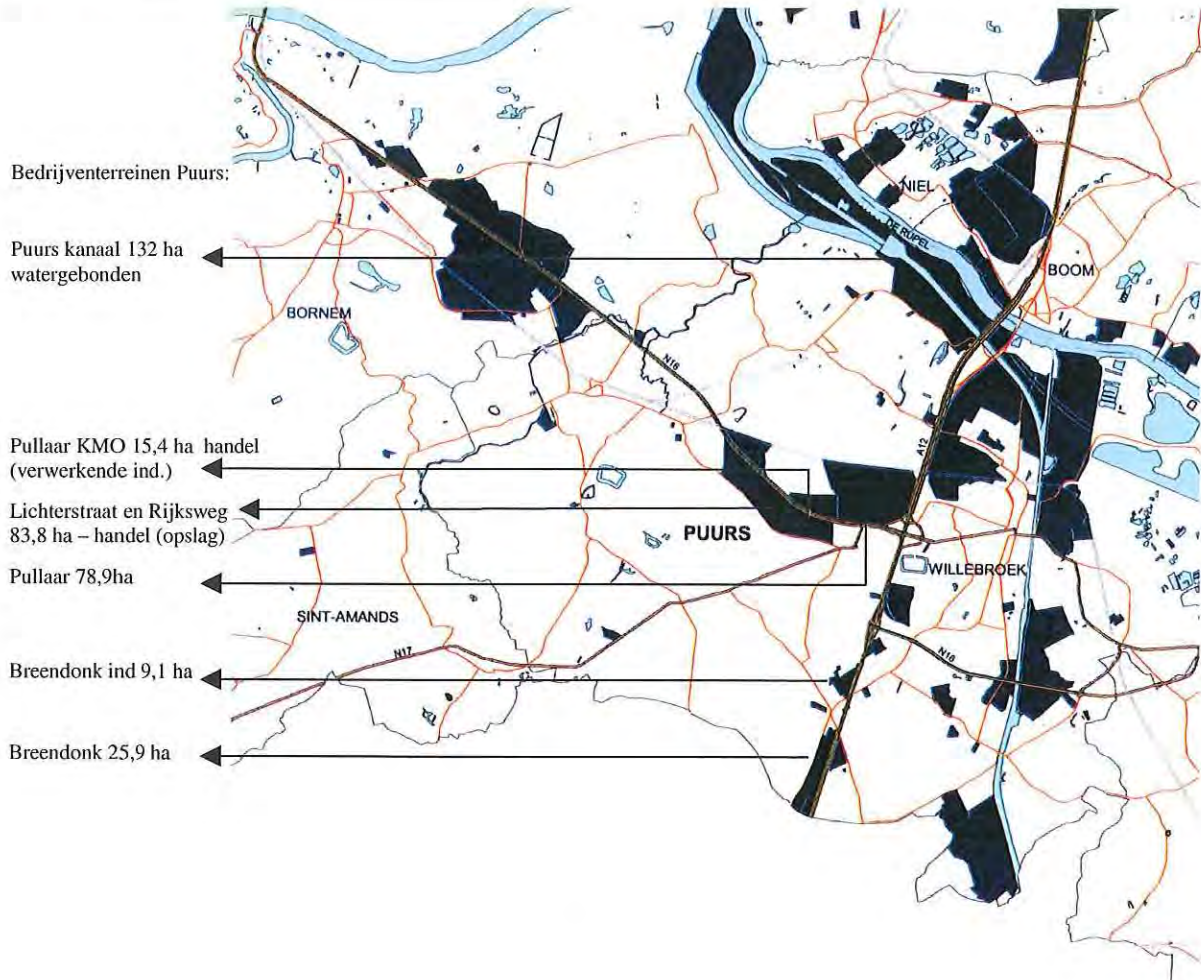 Bedrijventerreinen Puurs:
Puurs kanaal 132 ha
watergebonden
Pullaar KMO 15,4 ha handel
(verwerkende ind.)
Lichterstraat en Rijksweg
83,8 ha – handel (opslag)
Pullaar 78,9ha
Breendonk ind 9,1 ha
Breendonk 25,9 ha
NIEL
DE RUPEL
BOOM
BORNEM
N16
A12
PUURS
WILLEBROEK
SINT-AMANDS
N17
N16